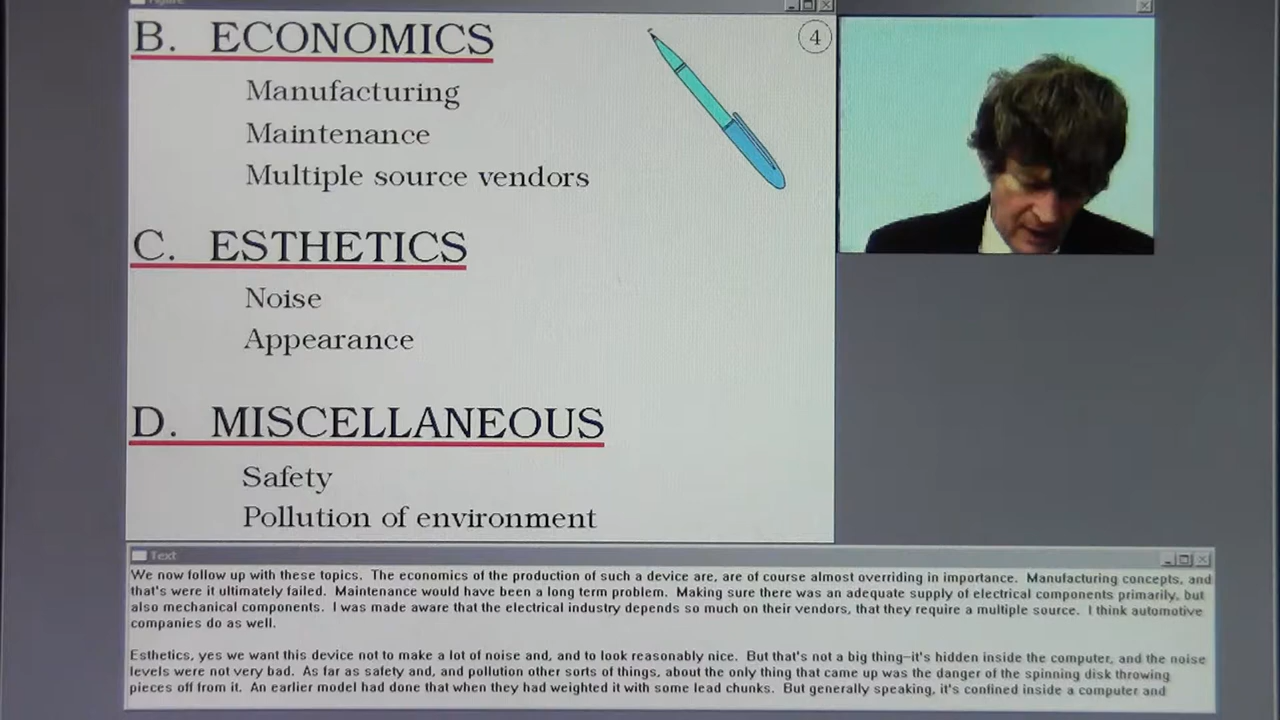 Figure
B. ECONOMICS
4
Manufacturing
Maintenance
Multiple source vendors
C. ESTHETICS
Noise
Appearance
D. MISCELLANEOUS
Safety
Pollution of environment
Text
We now follow up with these topics. The economics of the production of such a device are, are of course almost overriding in importance. Manufacturing concepts, and
that's were it ultimately failed. Maintenance would have been a long term problem. Making sure there was an adequate supply of electrical components primarily, but
also mechanical components. I was made aware that the electrical industry depends so much on their vendors, that they require a multiple source. I think automotive
companies do as well.
Esthetics, yes we want this device not to make a lot of noise and, and to look reasonably nice. But that's not a big thing–it's hidden inside the computer, and the noise
levels were not very bad. As far as safety and, and pollution other sorts of things, about the only thing that came up was the danger of the spinning disk throwing
pieces off from it. An earlier model had done that when they had weighted it with some lead chunks. But generally speaking, it's confined inside a computer and